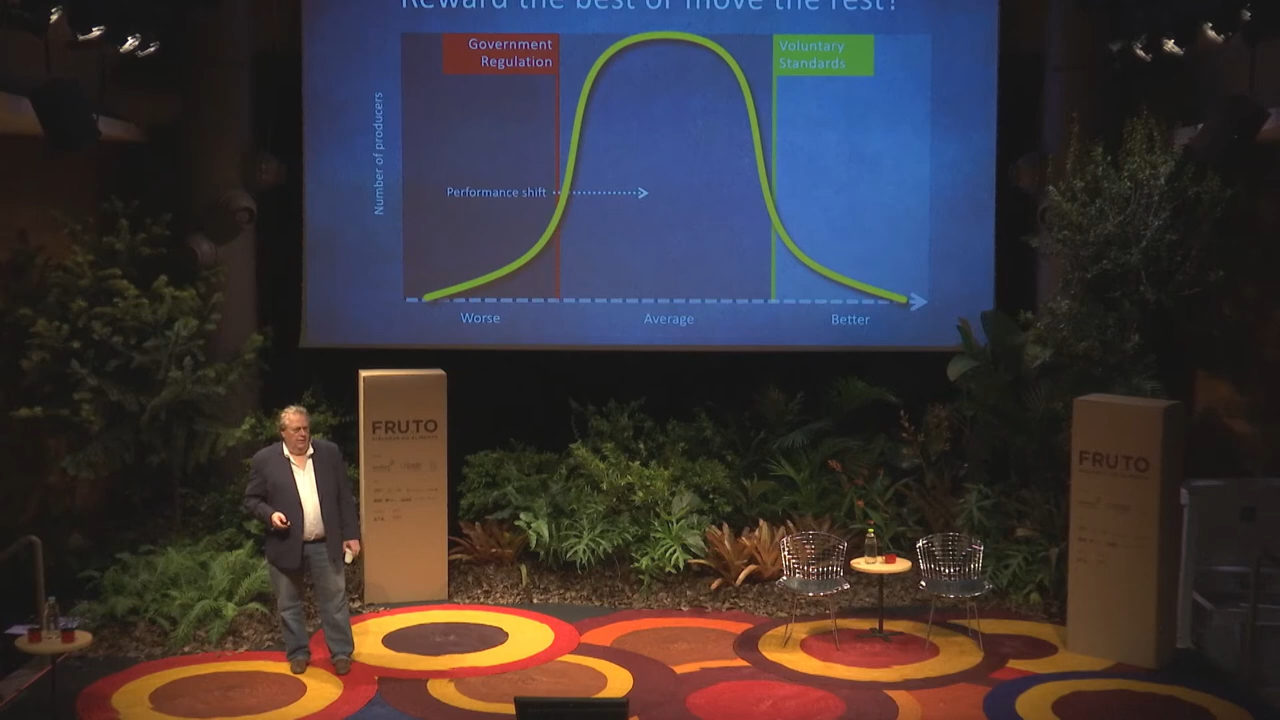 Reward the best or move the rest?
Government
Regulation
Voluntary
Standards
Number of producers
Performance shift
Worse
Average
Better
FRUTO
FRUTO